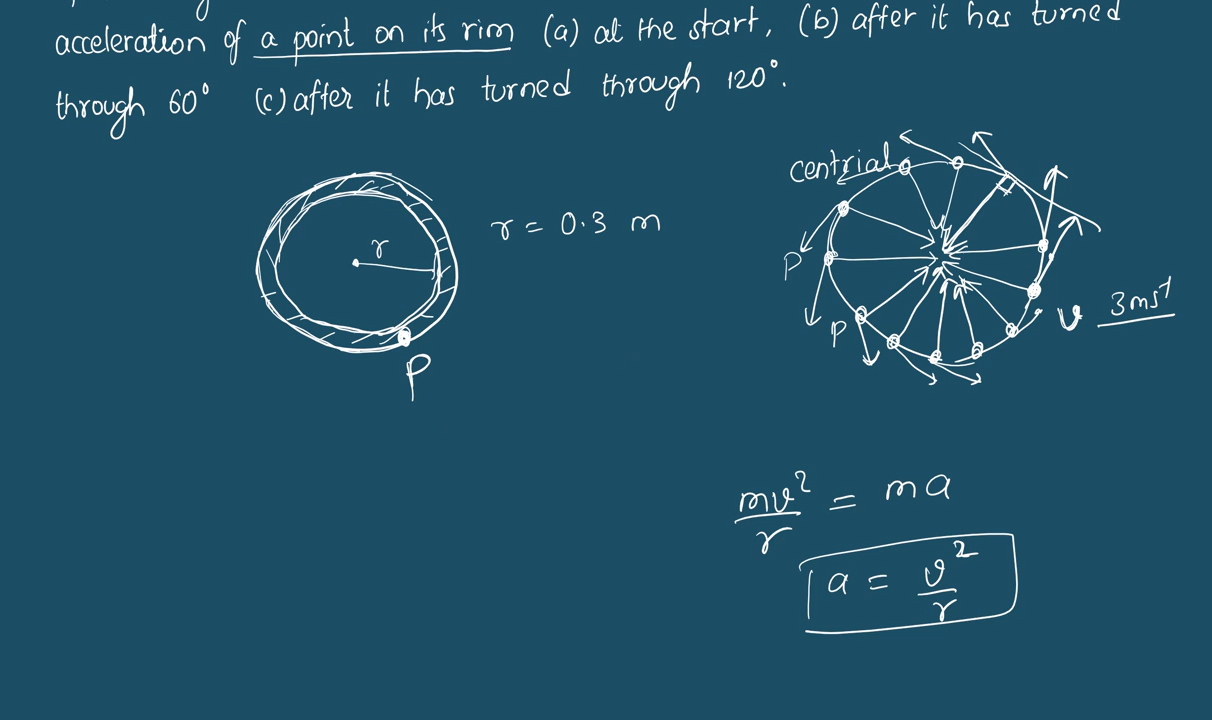 acceleration of a point on its rim (a) at the start, (b) after it has turned
through 60° (c) after it has turned through 120°.
centrial
r
r = 0.3 m
P
P
P
v 3ms⁻¹
mv²/r = ma
a = v²/r